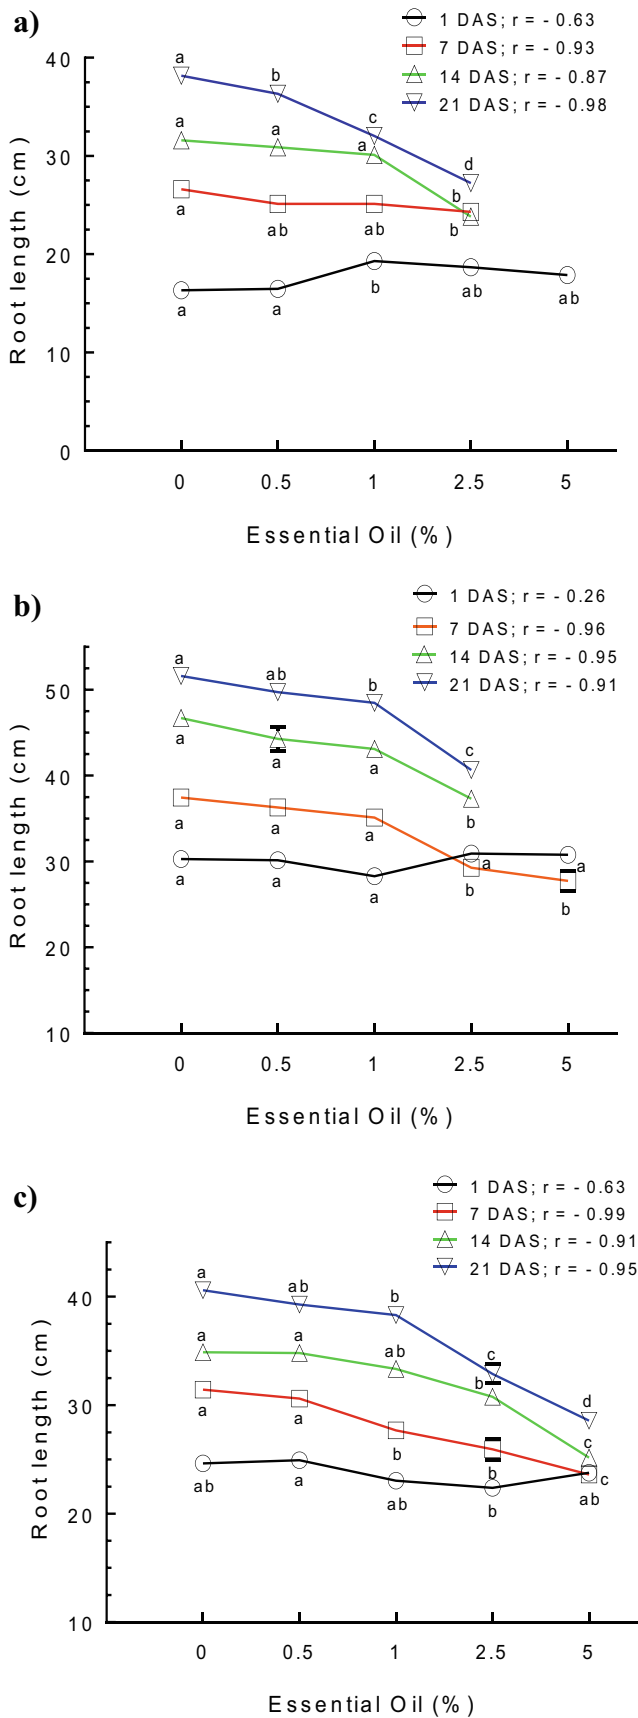 a)
1 DAS; r = - 0.63
7 DAS; r = - 0.93
14 DAS; r = - 0.87
21 DAS; r = - 0.98
40
30
20
10
0
Root length (cm)
a
b
c
d
a
a
a
b
a
ab
ab
b
a
a
b
ab
ab
0
0.5
1
2.5
5
Essential Oil (%)
b)
1 DAS; r = - 0.26
7 DAS; r = - 0.96
14 DAS; r = - 0.95
21 DAS; r = - 0.91
50
40
30
20
10
Root length (cm)
a
ab
b
c
a
a
a
b
a
a
a
b
b
a
a
a
a
a
0
0.5
1
2.5
5
Essential Oil (%)
c)
1 DAS; r = - 0.63
7 DAS; r = - 0.99
14 DAS; r = - 0.91
21 DAS; r = - 0.95
40
30
20
10
Root length (cm)
a
ab
b
c
d
a
a
ab
b
c
a
a
b
b
c
ab
a
ab
b
ab
0
0.5
1
2.5
5
Essential Oil (%)